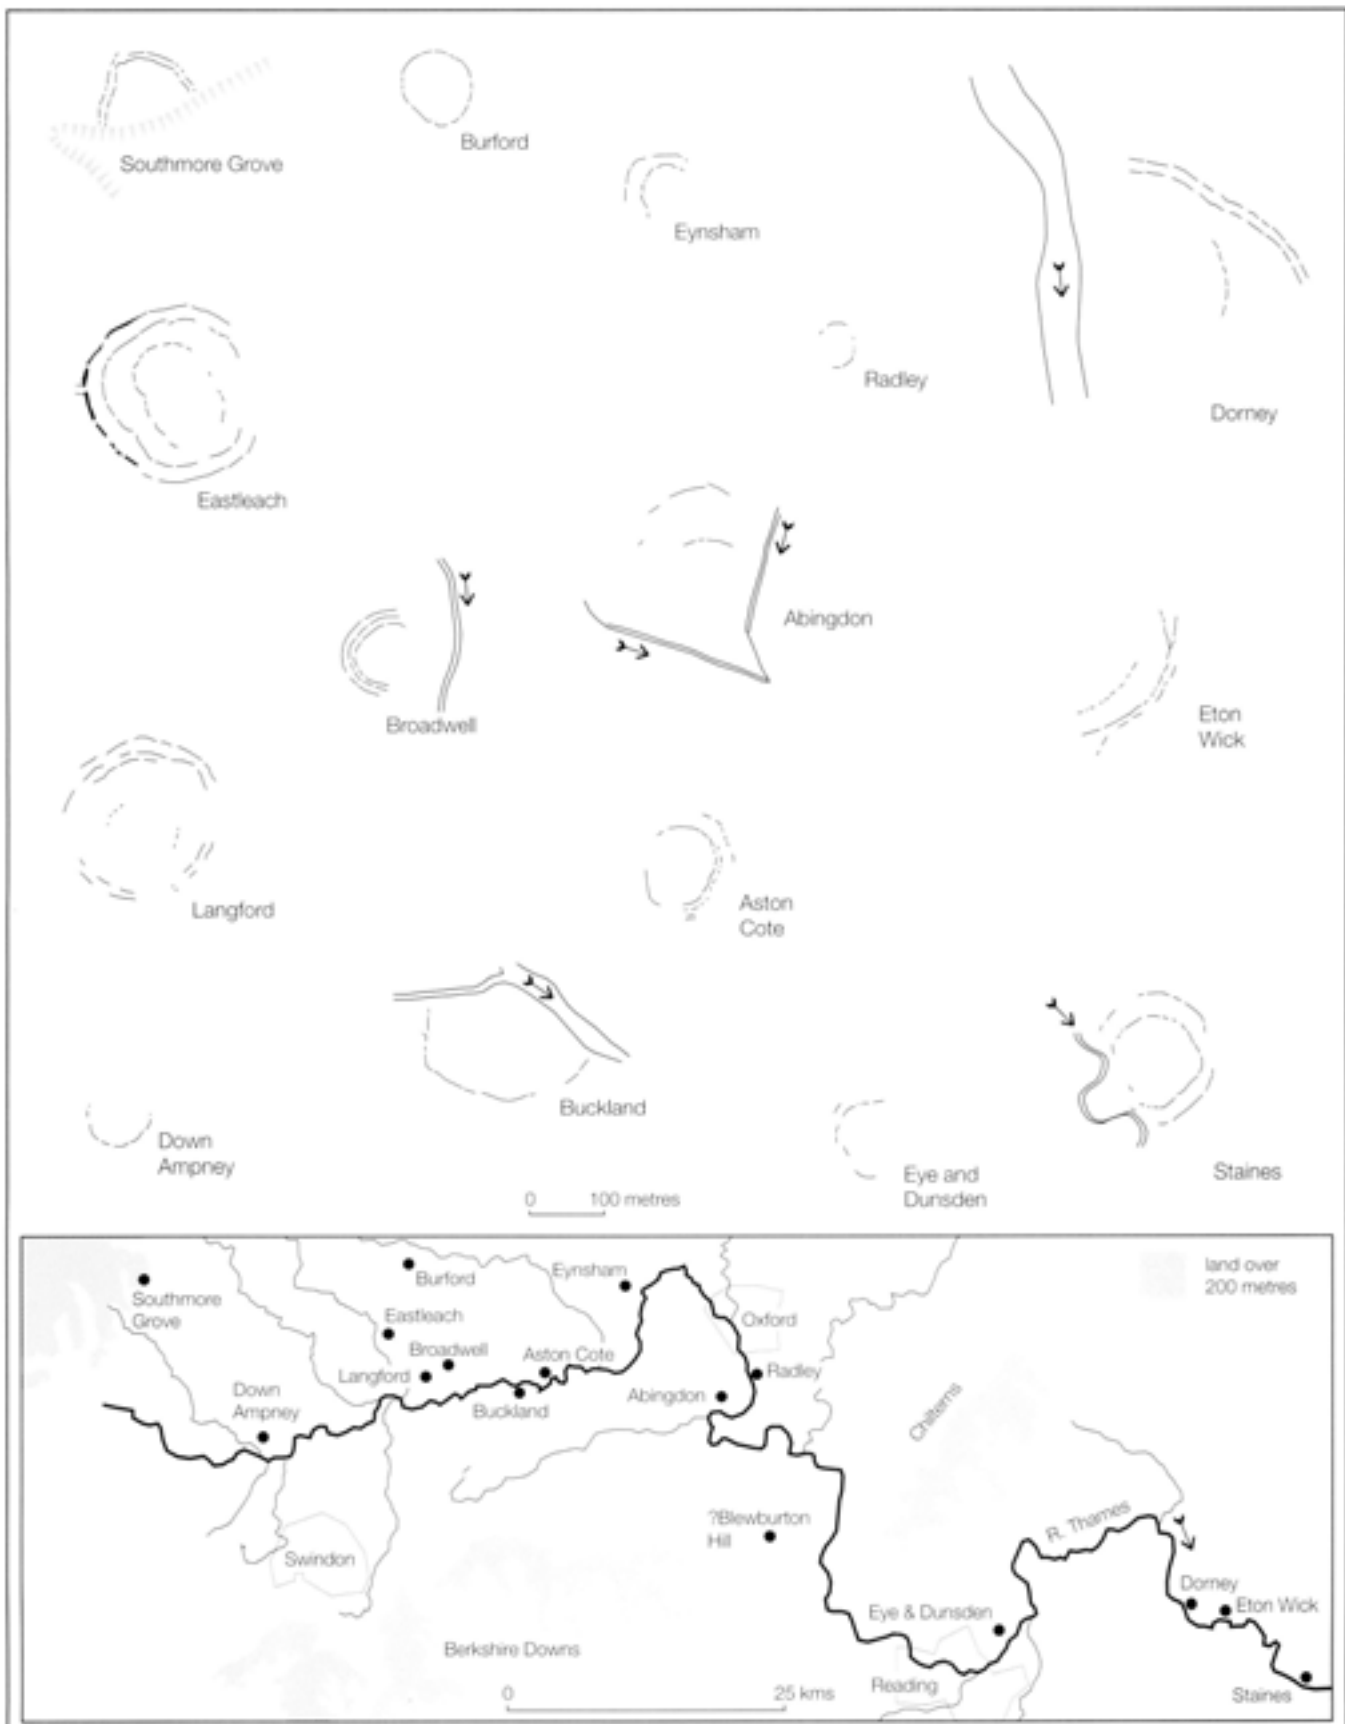 Southmore Grove
Burford
Eynsham
Radley
Dorney
Eastleach
Abingdon
Broadwell
Eton
Wick
Langford
Aston
Cote
Buckland
Down
Ampney
Eye and
Dunsden
Staines
0 100 metres
Southmore
Grove
Burford
Eynsham
land over
200 metres
Eastleach
Oxford
Broadwell
Langford
Aston Cote
Radley
Down
Ampney
Buckland
Abingdon
Chilterns
?Blewburton
Hill
R. Thames
Swindon
Dorney
Eton Wick
Eye & Dunsden
Berkshire Downs
Reading
0 25 kms
Staines